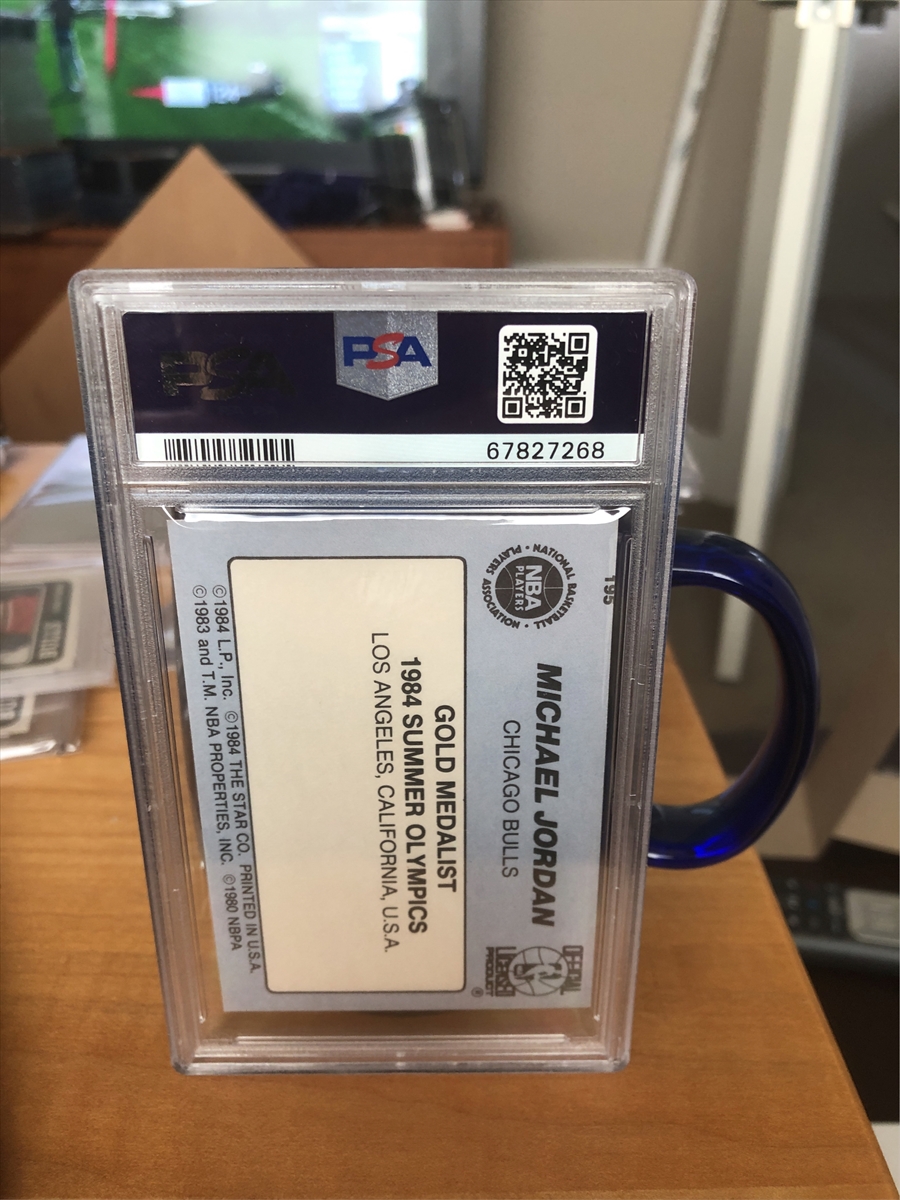 PSA
PSA
67827268
NATIONAL BASKETBALL
PLAYERS
ASSOCIATION
NBA
PLAYERS
195
MICHAEL JORDAN
CHICAGO BULLS
GOLD MEDALIST
1984 SUMMER OLYMPICS
LOS ANGELES, CALIFORNIA, U.S.A.
OFFICIAL
LICENSED
PRODUCT
®
©1984 L.P., Inc. ©1984 THE STAR CO. PRINTED IN U.S.A.
©1983 and T.M. NBA PROPERTIES, INC. ©1980 NBPA